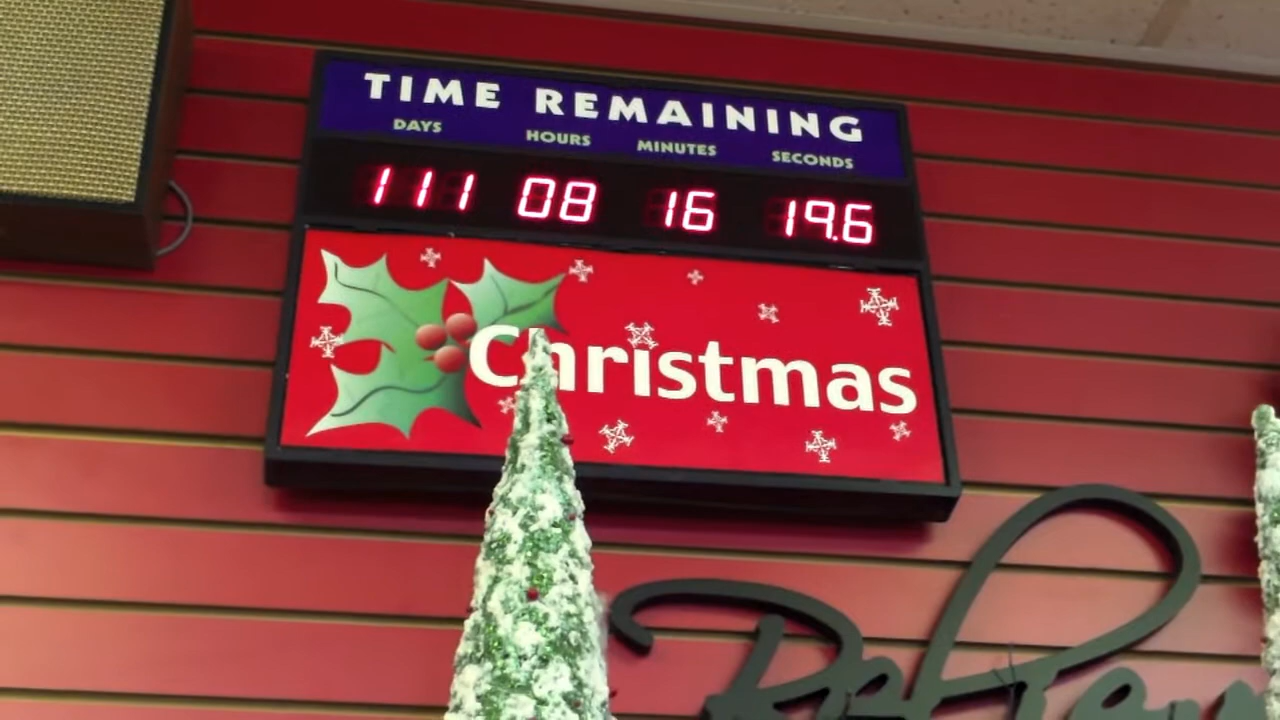 TIME REMAINING
DAYS HOURS MINUTES SECONDS
111 08 16 19.6
Christmas